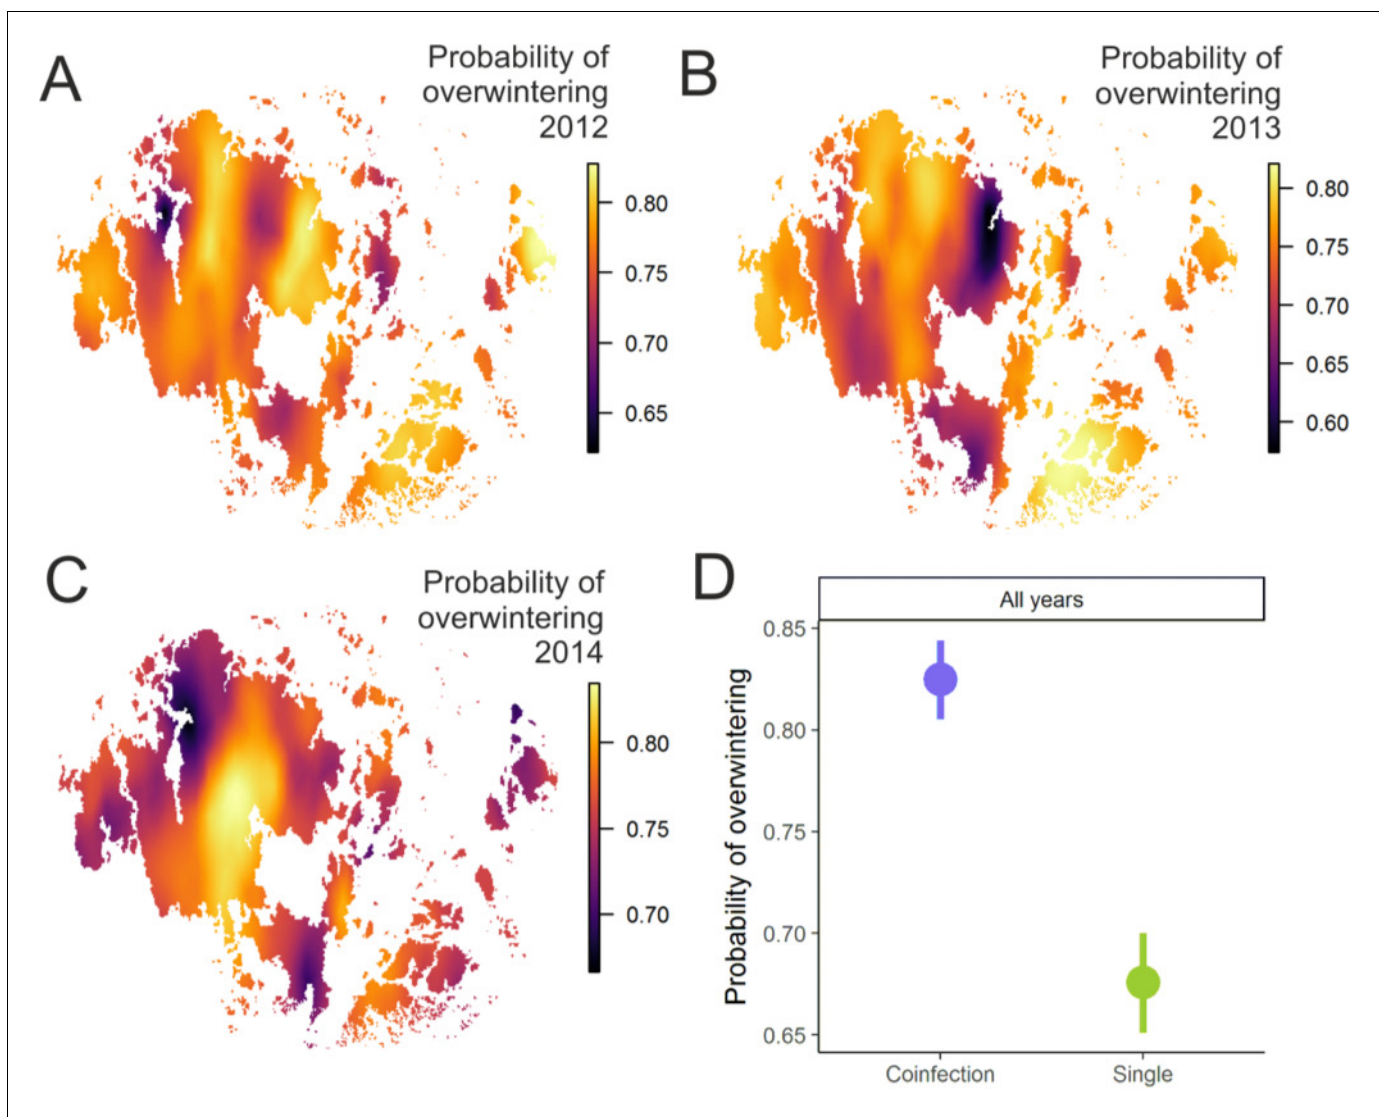 A
Probability of
overwintering
2012
0.80
0.75
0.70
0.65
B
Probability of
overwintering
2013
0.80
0.75
0.70
0.65
0.60
C
Probability of
overwintering
2014
0.80
0.75
0.70
D
All years
Probability of overwintering
0.85
0.80
0.75
0.70
0.65
Coinfection
Single